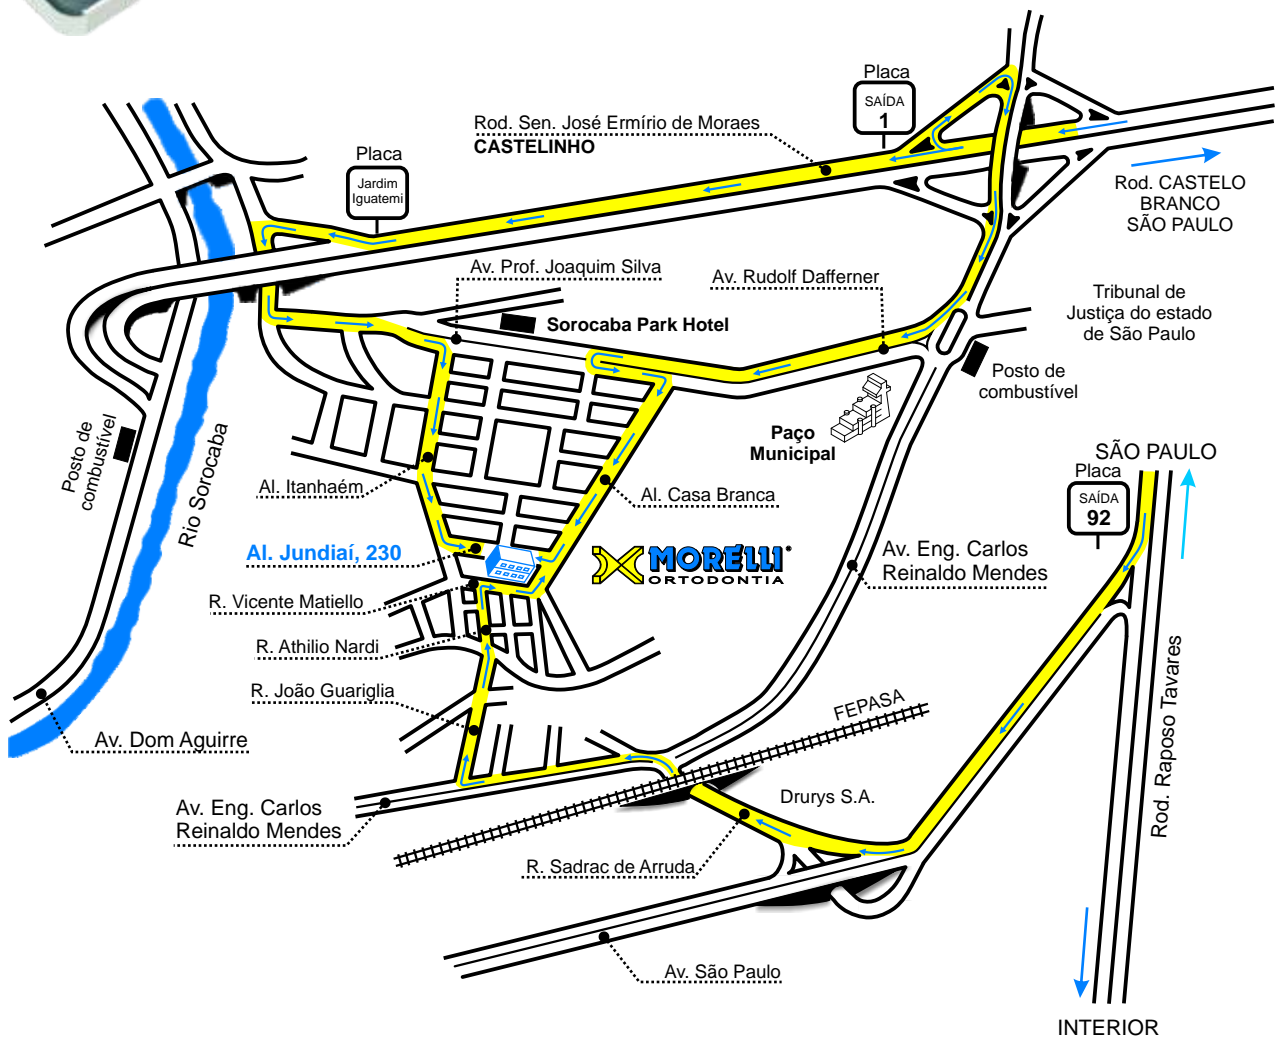 Placa
SAÍDA
1
Rod. Sen. José Ermírio de Moraes
CASTELINHO
Placa
Jardim
Iguatemi
Rod. CASTELO
BRANCO
SÃO PAULO
Av. Prof. Joaquim Silva
Av. Rudolf Dafferner
Tribunal de
Justiça do estado
de São Paulo
Sorocaba Park Hotel
Posto de
combustível
Paço
Municipal
Posto de
combustível
Rio Sorocaba
SÃO PAULO
Placa
SAÍDA
92
Al. Itanhaém
Al. Casa Branca
Al. Jundiaí, 230
MORELLI
ORTODONTIA
Av. Eng. Carlos
Reinaldo Mendes
R. Vicente Matiello
R. Athilio Nardi
R. João Guariglia
FEPASA
Rod. Raposo Tavares
Av. Dom Aguirre
Av. Eng. Carlos
Reinaldo Mendes
Drurys S.A.
R. Sadrac de Arruda
Av. São Paulo
INTERIOR